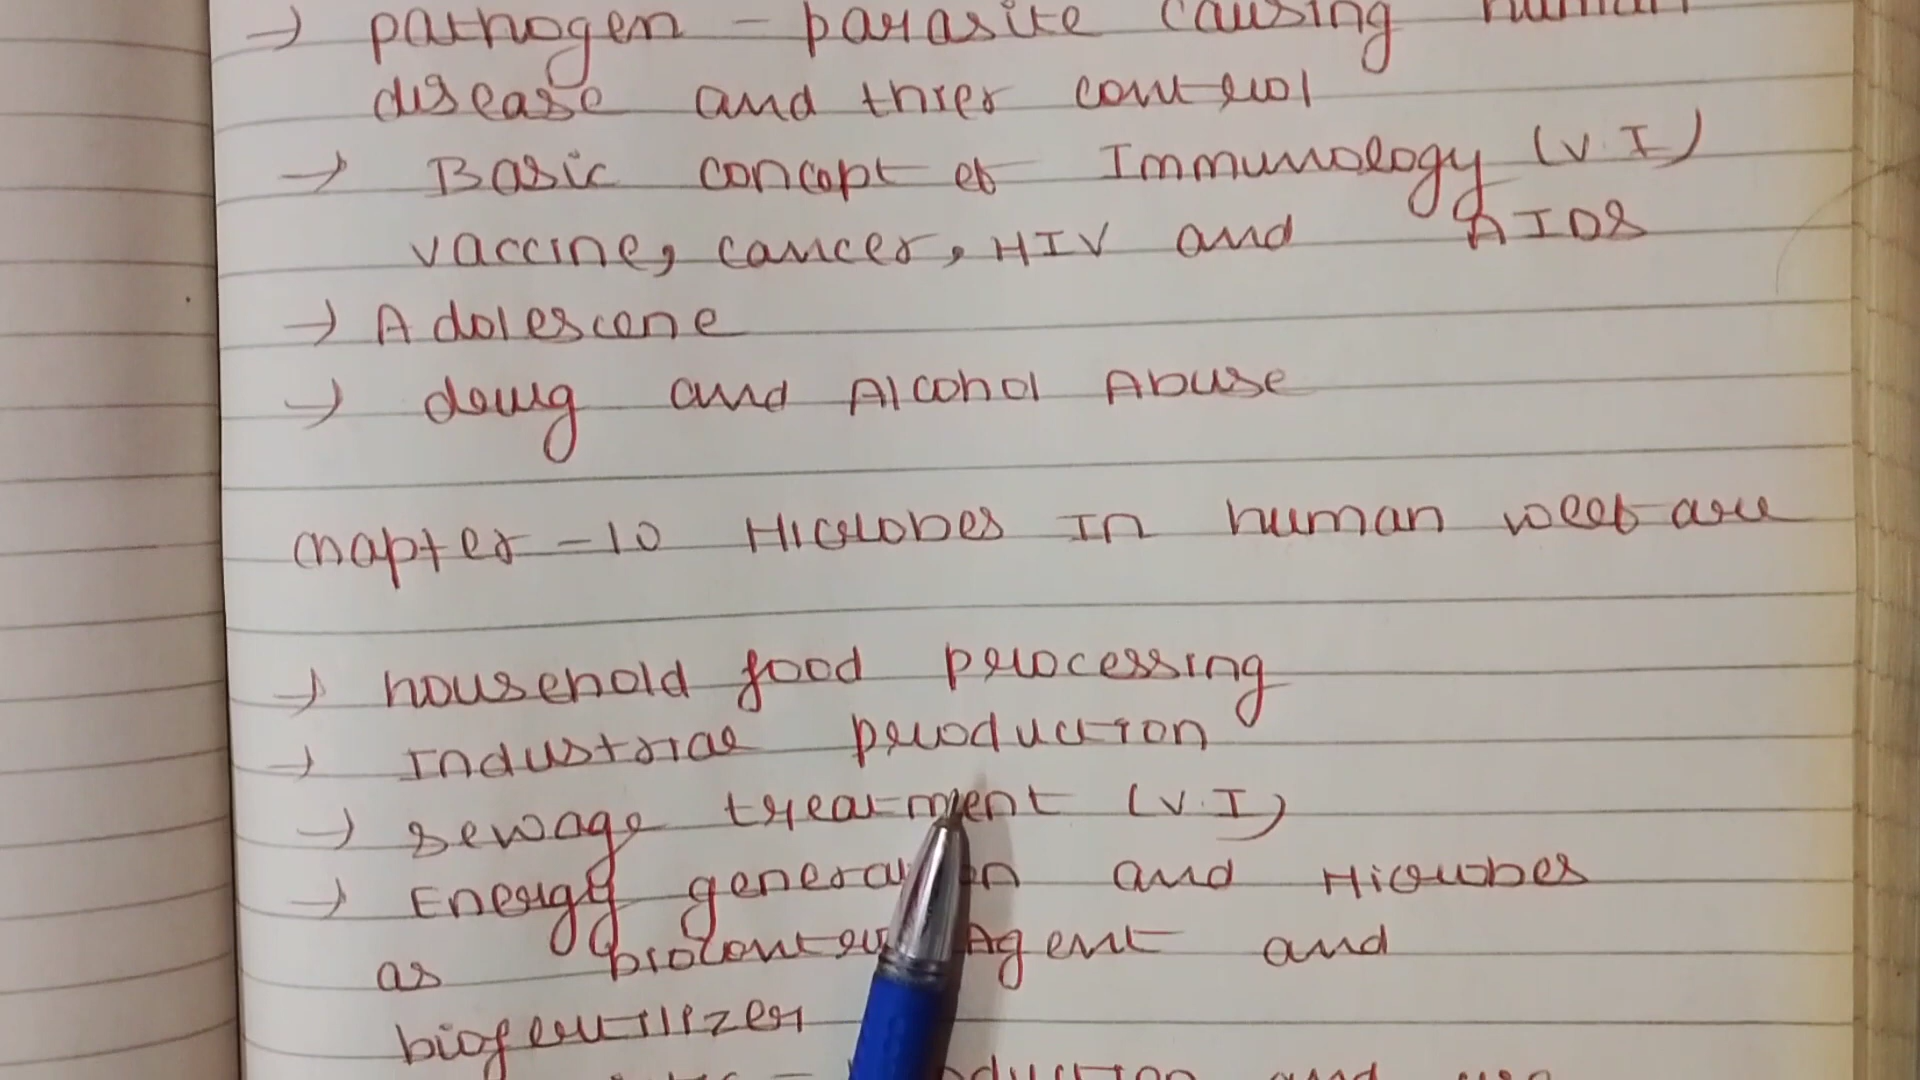 → pathogen - parasite causing human
disease and thier control
→ Basic concept of Immunology (V.I)
vaccine, cancer, HIV and AIDS
→ Adolescene
→ drug and Alcohol Abuse
chapter - 10 Microbes In human welfare
→ household food processing
→ Industrial production
→ sewage treatment (V.I)
→ Energy generation and Microbes
as biocontrol Agent and
biofertilizer
and